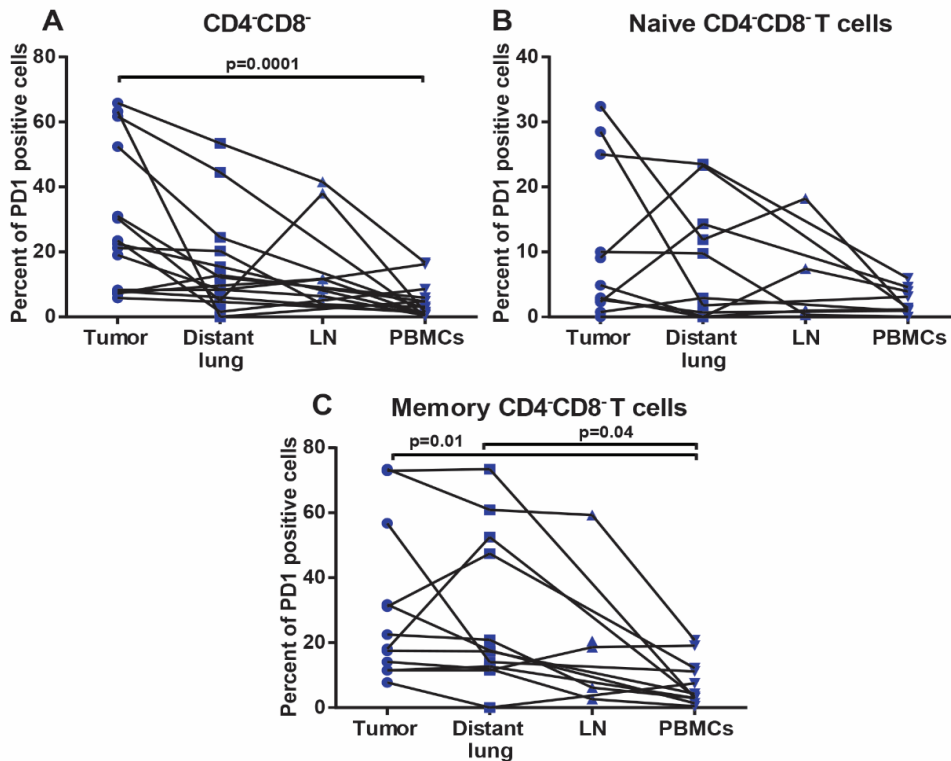 A
CD4⁻CD8⁻
Percent of PD1 positive cells
80
60
40
20
0
p=0.0001
Tumor
Distant
lung
LN
PBMCs
B
Naive CD4⁻CD8⁻ T cells
Percent of PD1 positive cells
40
30
20
10
0
Tumor
Distant
lung
LN
PBMCs
C
Memory CD4⁻CD8⁻ T cells
Percent of PD1 positive cells
80
60
40
20
0
p=0.01
p=0.04
Tumor
Distant
lung
LN
PBMCs